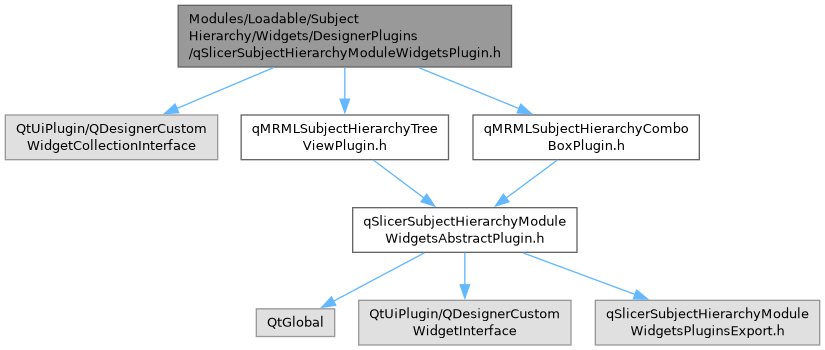 Modules/Loadable/Subject
Hierarchy/Widgets/DesignerPlugins
/qSlicerSubjectHierarchyModuleWidgetsPlugin.h
QtUiPlugin/QDesignerCustom
WidgetCollectionInterface
qMRMLSubjectHierarchyTree
ViewPlugin.h
qMRMLSubjectHierarchyCombo
BoxPlugin.h
qSlicerSubjectHierarchyModule
WidgetsAbstractPlugin.h
QtGlobal
QtUiPlugin/QDesignerCustom
WidgetInterface
qSlicerSubjectHierarchyModule
WidgetsPluginsExport.h